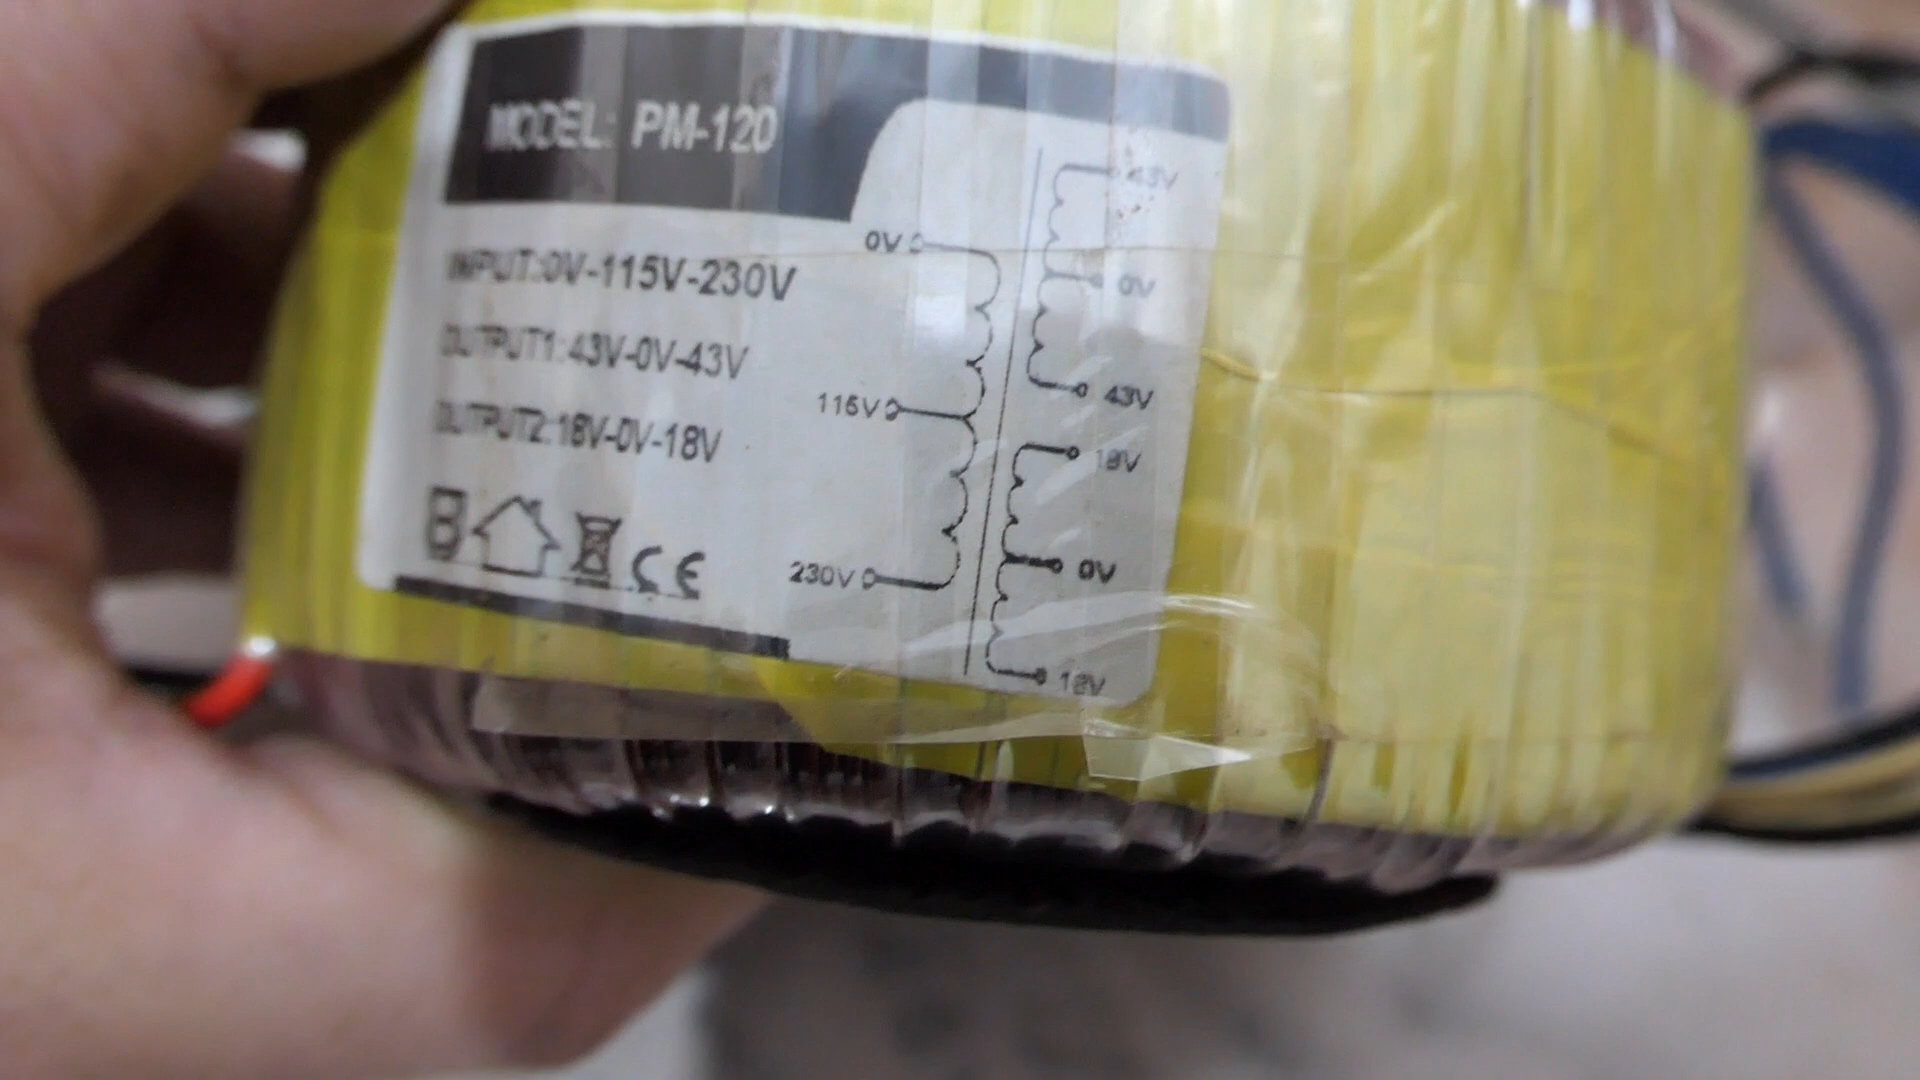 MODEL: PM-120
INPUT:0V-115V-230V
OUTPUT1:43V-0V-43V
OUTPUT2:18V-0V-18V
CE
0V
115V
230V
43V
0V
43V
18V
0V
18V